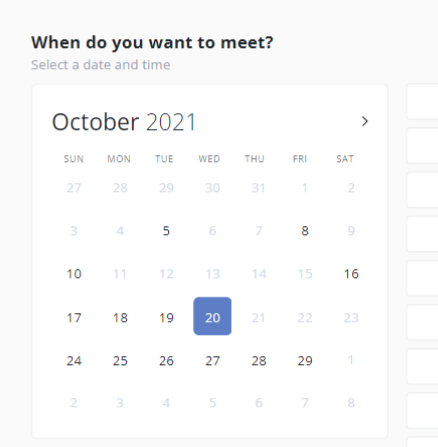 When do you want to meet?
Select a date and time
October 2021 >
SUN MON TUE WED THU FRI SAT
27 28 29 30 31 1 2
3 4 5 6 7 8 9
10 11 12 13 14 15 16
17 18 19 20 21 22 23
24 25 26 27 28 29 1
2 3 4 5 6 7 8